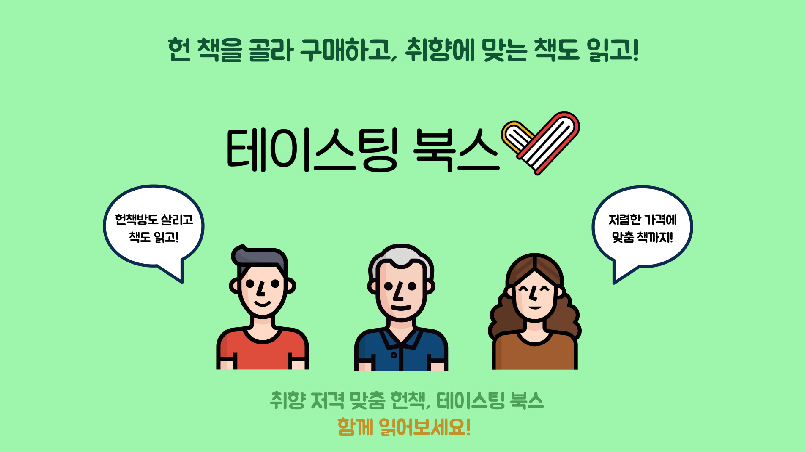 헌 책을 골라 구매하고, 취향에 맞는 책도 읽고!
테이스팅 북스
헌책방도 살리고
책도 읽고!
저렴한 가격에
맞춤 책까지!
취향 저격 맞춤 헌책, 테이스팅 북스
함께 읽어보세요!